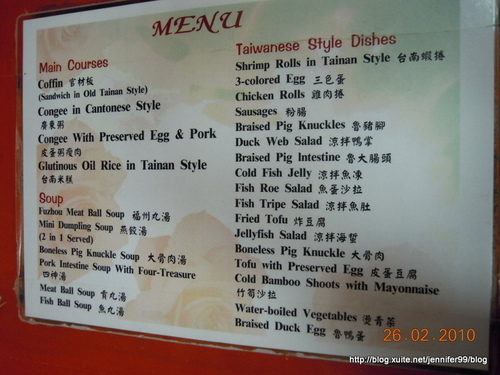 MENU
Main Courses
Coffin 官材板
(Sandwich in Old Tainan Style)
Congee in Cantonese Style
廣東粥
Congee With Preserved Egg & Pork
皮蛋粥瘦肉
Glutinous Oil Rice in Tainan Style
台南米糕
Soup
Fuzhou Meat Ball Soup 福州丸湯
Mini Dumpling Soup 燕餃湯
(2 in 1 Served)
Boneless Pig Knuckle Soup 大骨肉湯
Pork Intestine Soup With Four-Treasure
四神湯
Meat Ball Soup 貢丸湯
Fish Ball Soup 魚丸湯
Taiwanese Style Dishes
Shrimp Rolls in Tainan Style 台南蝦捲
3-colored Egg 三色蛋
Chicken Rolls 雞肉捲
Sausages 粉腸
Braised Pig Knuckles 魯豬腳
Duck Web Salad 涼拌鴨掌
Braised Pig Intestine 魯大腸頭
Cold Fish Jelly 涼拌魚凍
Fish Roe Salad 魚蛋沙拉
Fish Tripe Salad 涼拌魚肚
Fried Tofu 炸豆腐
Jellyfish Salad 涼拌海蜇
Boneless Pig Knuckle 大骨肉
Tofu with Preserved Egg 皮蛋豆腐
Cold Bamboo Shoots with Mayonnaise
竹筍沙拉
Water-boiled Vegetables 燙青菜
Braised Duck Egg 魯鴨蛋
26.02.2010
http://blog.xuite.net/jennifer99/blog